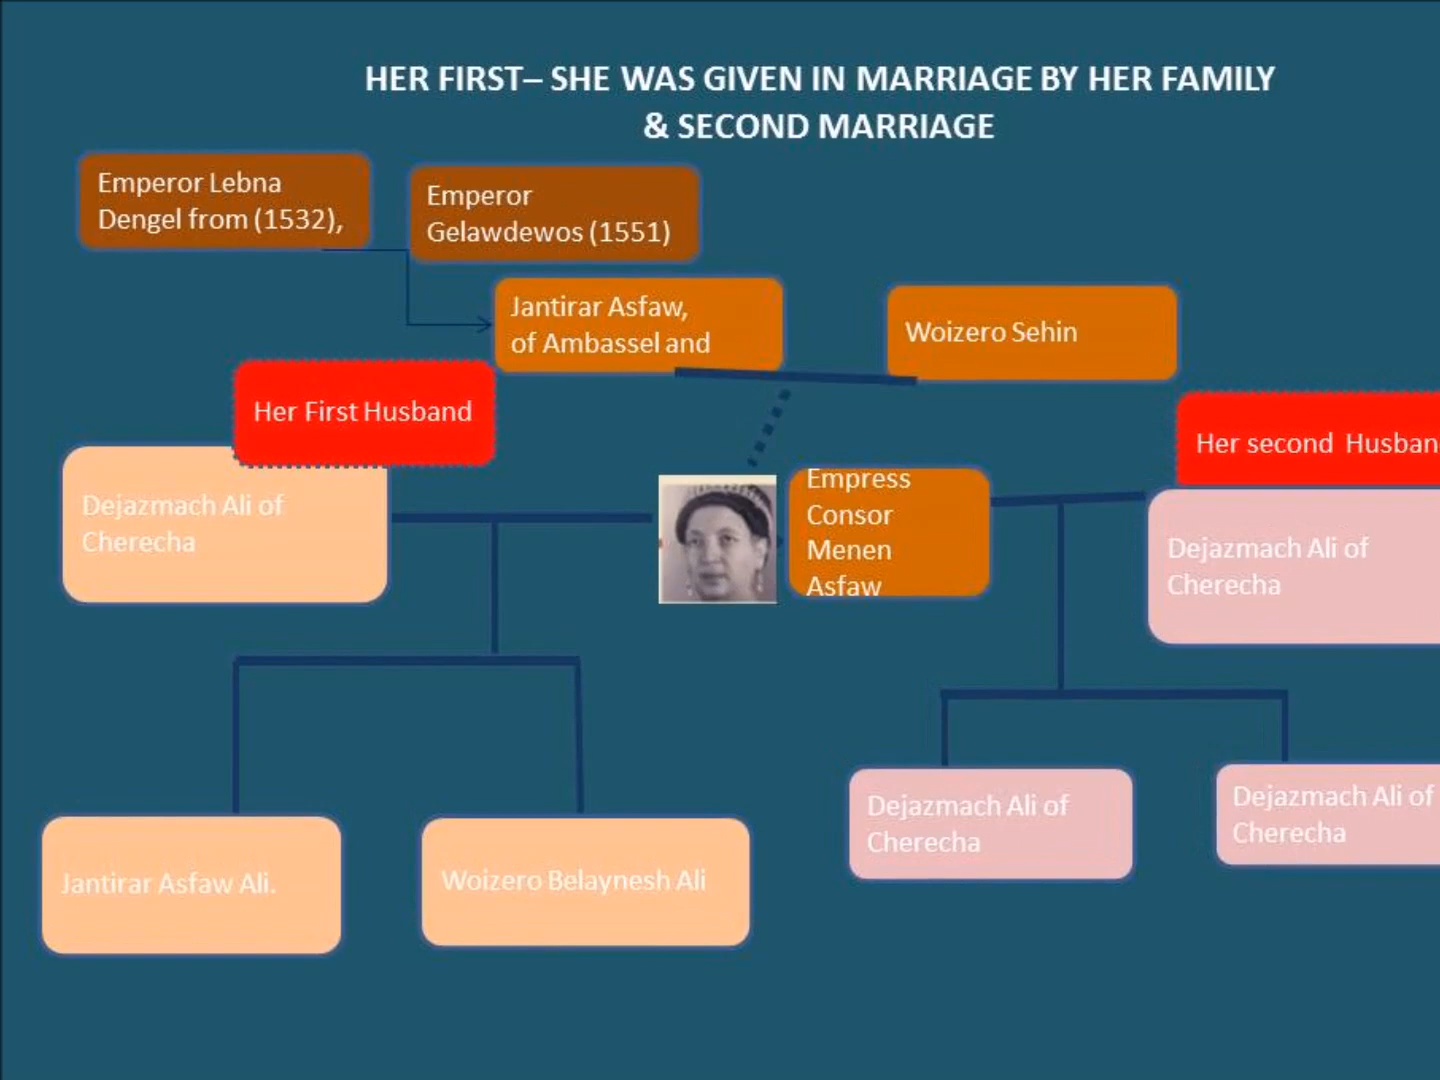 HER FIRST– SHE WAS GIVEN IN MARRIAGE BY HER FAMILY
& SECOND MARRIAGE
Emperor Lebna
Dengel from (1532),
Emperor
Gelawdewos (1551)
Jantirar Asfaw,
of Ambassel and
Woizero Sehin
Her First Husband
Her second Husban
Dejazmach Ali of
Cherecha
Empress
Consor
Menen
Asfaw
Dejazmach Ali of
Cherecha
Jantirar Asfaw Ali.
Woizero Belaynesh Ali
Dejazmach Ali of
Cherecha
Dejazmach Ali of
Cherecha